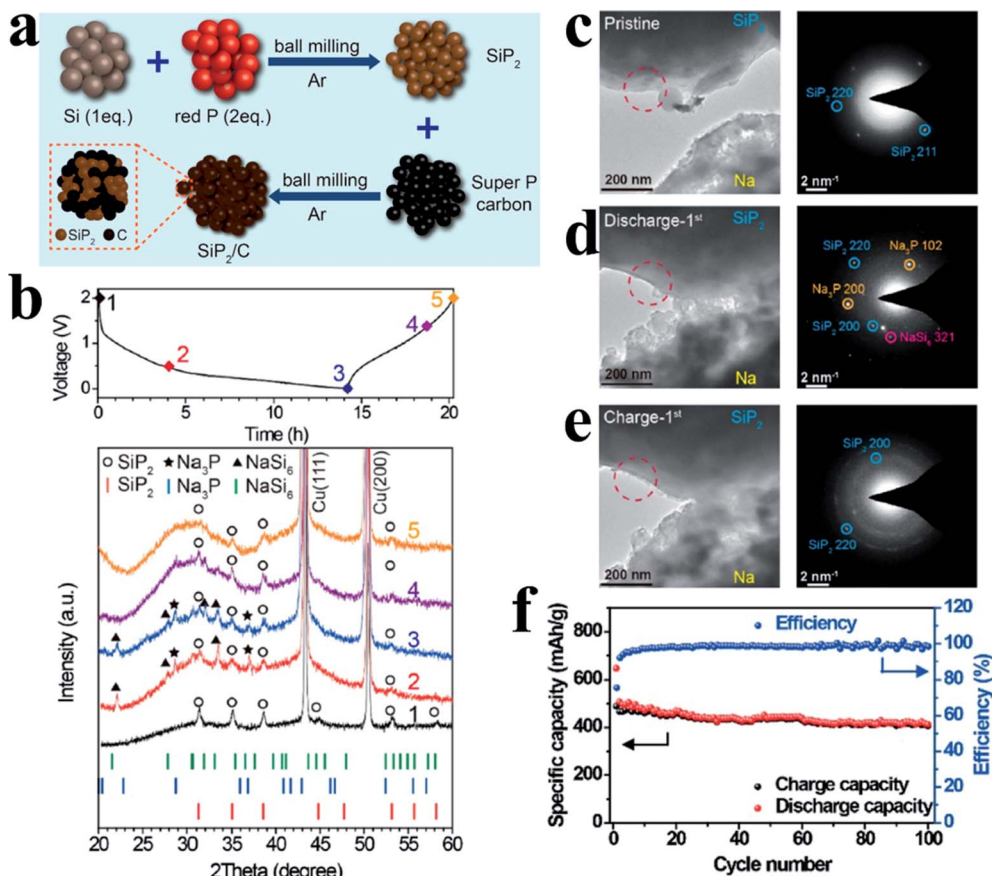 a
Si (1eq.)
red P (2eq.)
ball milling
Ar
SiP2
Super P
carbon
ball milling
Ar
SiP2/C
SiP2 C
b
Voltage (V)
2
1
0
1
2
3
4
5
0 5 10 15 20
Time (h)
Intensity (a.u.)
SiP2 Na3P NaSi6
SiP2 Na3P NaSi6
Cu(111)
Cu(200)
5
4
3
2
1
20 25 30 35 40 45 50 55 60
2Theta (degree)
c
Pristine
SiP2
200 nm
Na
SiP2 220
SiP2 211
2 nm-1
d
Discharge-1st
SiP2
200 nm
Na
SiP2 220
Na3P 102
Na3P 200
SiP2 200
NaSi6 321
2 nm-1
e
Charge-1st
SiP2
200 nm
Na
SiP2 200
SiP2 220
2 nm-1
f
Specific capacity (mAh/g)
800
600
400
200
0
Efficiency
Charge capacity
Discharge capacity
120
100
80
60
40
20
0
Efficiency (%)
0 20 40 60 80 100
Cycle number